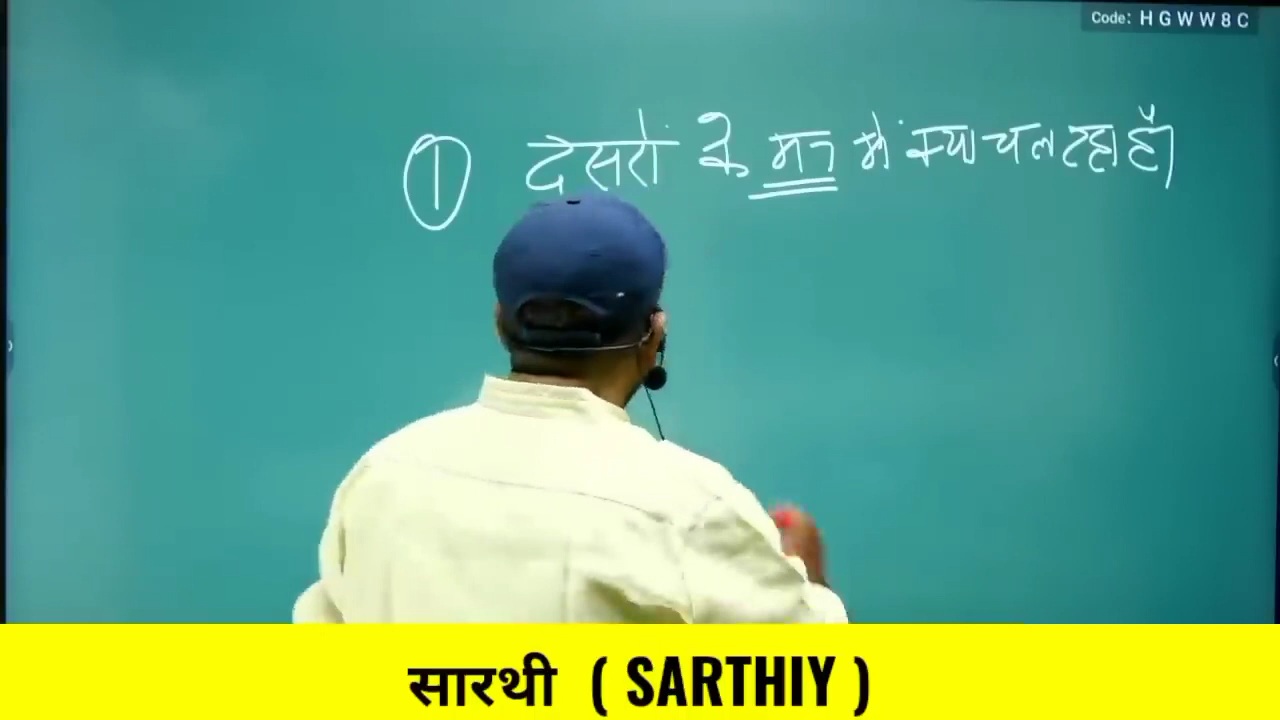 Code: HGWW8C
① दूसरों के मन में क्या चल रहा है।
सारथी ( SARTHIY )